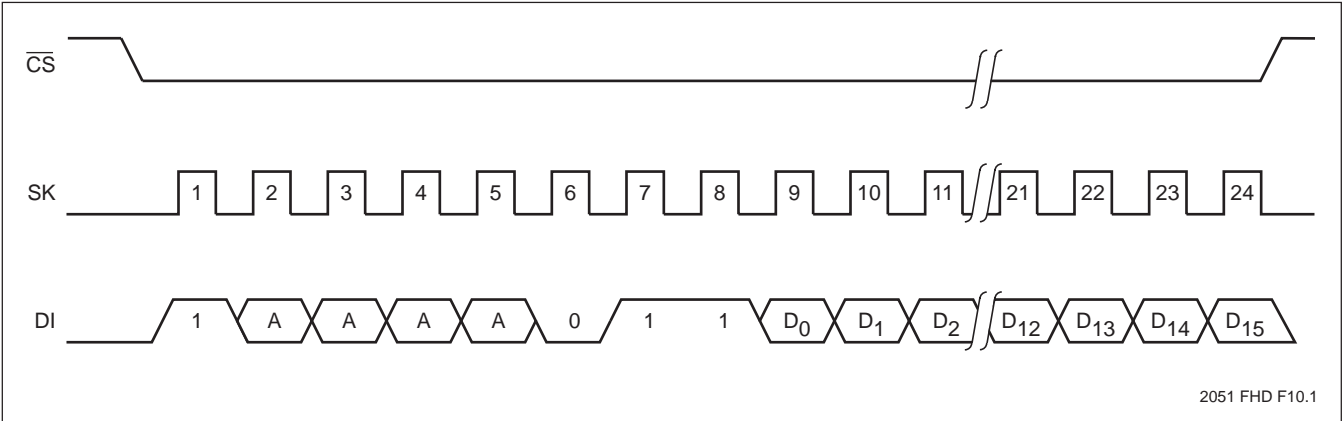 CS
SK 1 2 3 4 5 6 7 8 9 10 11 21 22 23 24
DI 1 A A A A 0 1 1 D0 D1 D2 D12 D13 D14 D15
2051 FHD F10.1